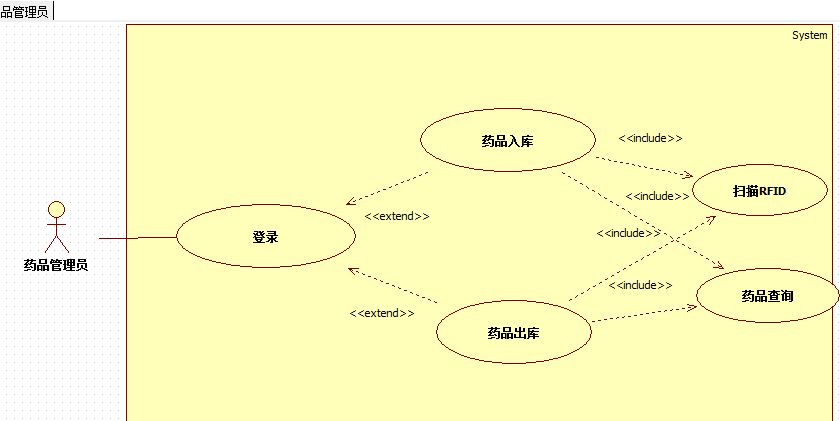 品管理员
System
药品入库
<<include>>
扫描RFID
<<include>>
<<extend>>
登录
<<include>>
药品管理员
<<include>>
药品查询
<<extend>>
药品出库